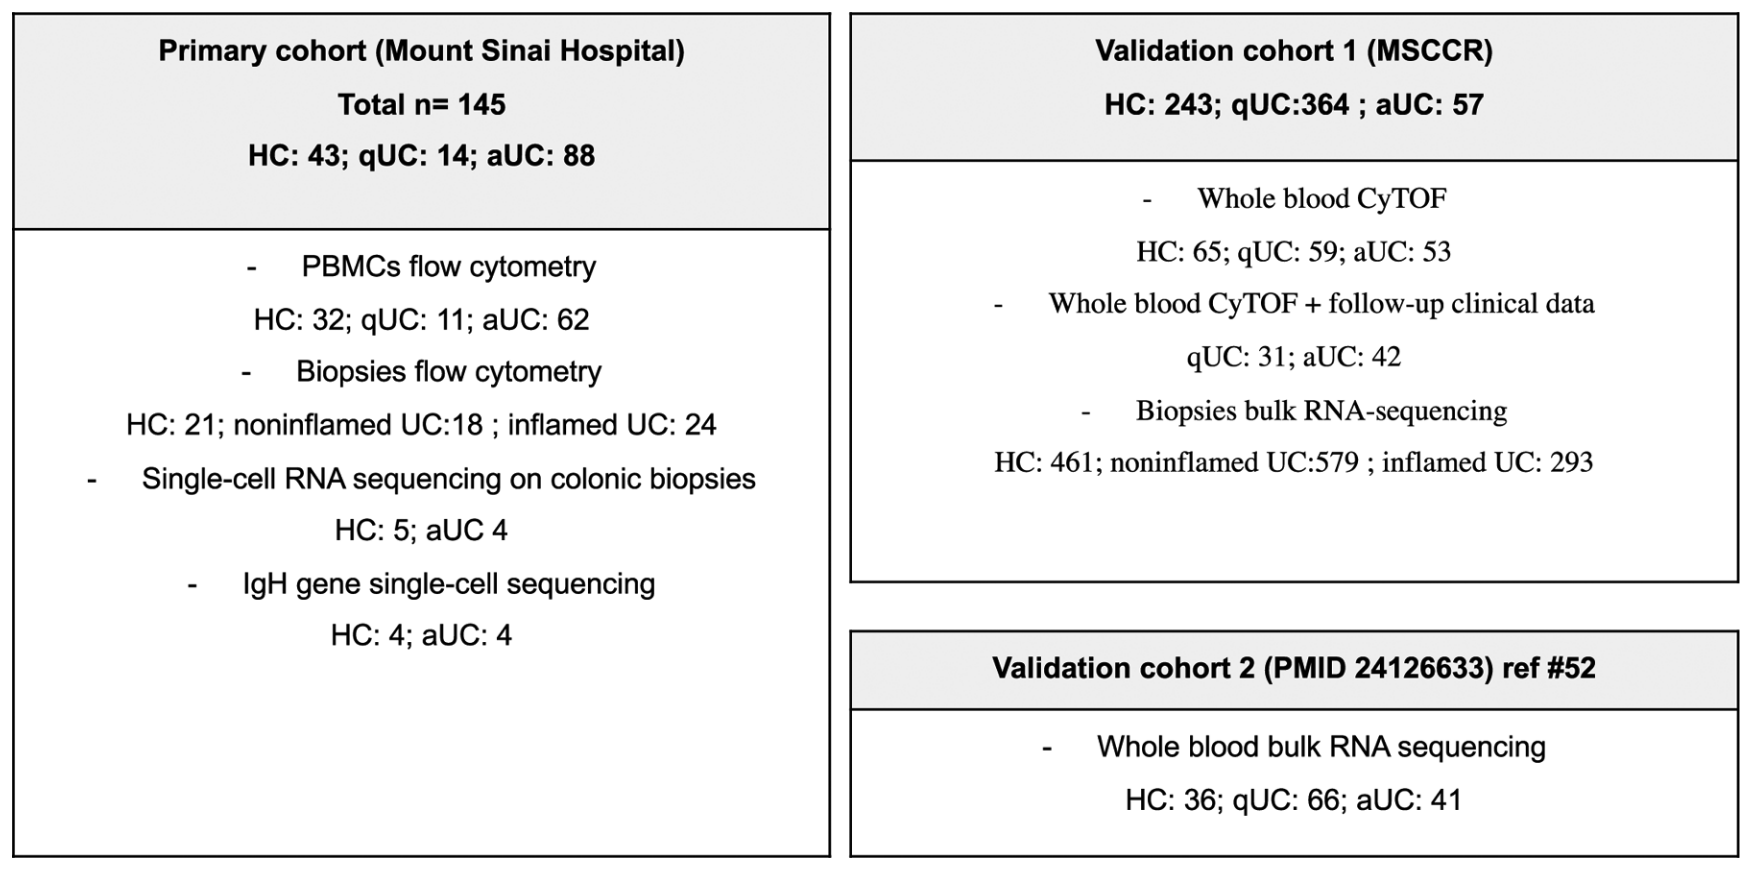 Primary cohort (Mount Sinai Hospital)
Total n= 145
HC: 43; qUC: 14; aUC: 88
- PBMCs flow cytometry
HC: 32; qUC: 11; aUC: 62
- Biopsies flow cytometry
HC: 21; noninflamed UC:18 ; inflamed UC: 24
- Single-cell RNA sequencing on colonic biopsies
HC: 5; aUC 4
- IgH gene single-cell sequencing
HC: 4; aUC: 4
Validation cohort 1 (MSCCR)
HC: 243; qUC:364 ; aUC: 57
- Whole blood CyTOF
HC: 65; qUC: 59; aUC: 53
- Whole blood CyTOF + follow-up clinical data
qUC: 31; aUC: 42
- Biopsies bulk RNA-sequencing
HC: 461; noninflamed UC:579 ; inflamed UC: 293
Validation cohort 2 (PMID 24126633) ref #52
- Whole blood bulk RNA sequencing
HC: 36; qUC: 66; aUC: 41